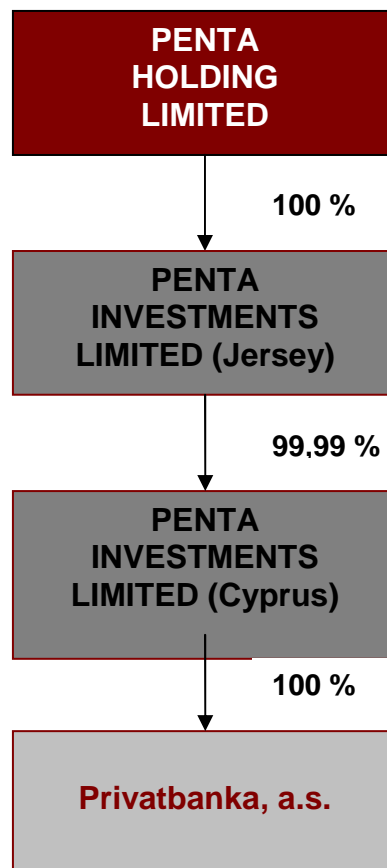 PENTA
HOLDING
LIMITED
100 %
PENTA
INVESTMENTS
LIMITED (Jersey)
99,99 %
PENTA
INVESTMENTS
LIMITED (Cyprus)
100 %
Privatbanka, a.s.